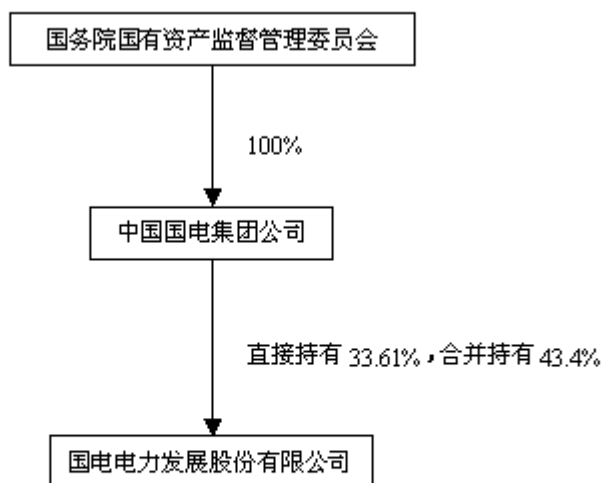 国务院国有资产监督管理委员会
100%
中国国电集团公司
直接持有 33.61%，合并持有 43.4%
国电电力发展股份有限公司